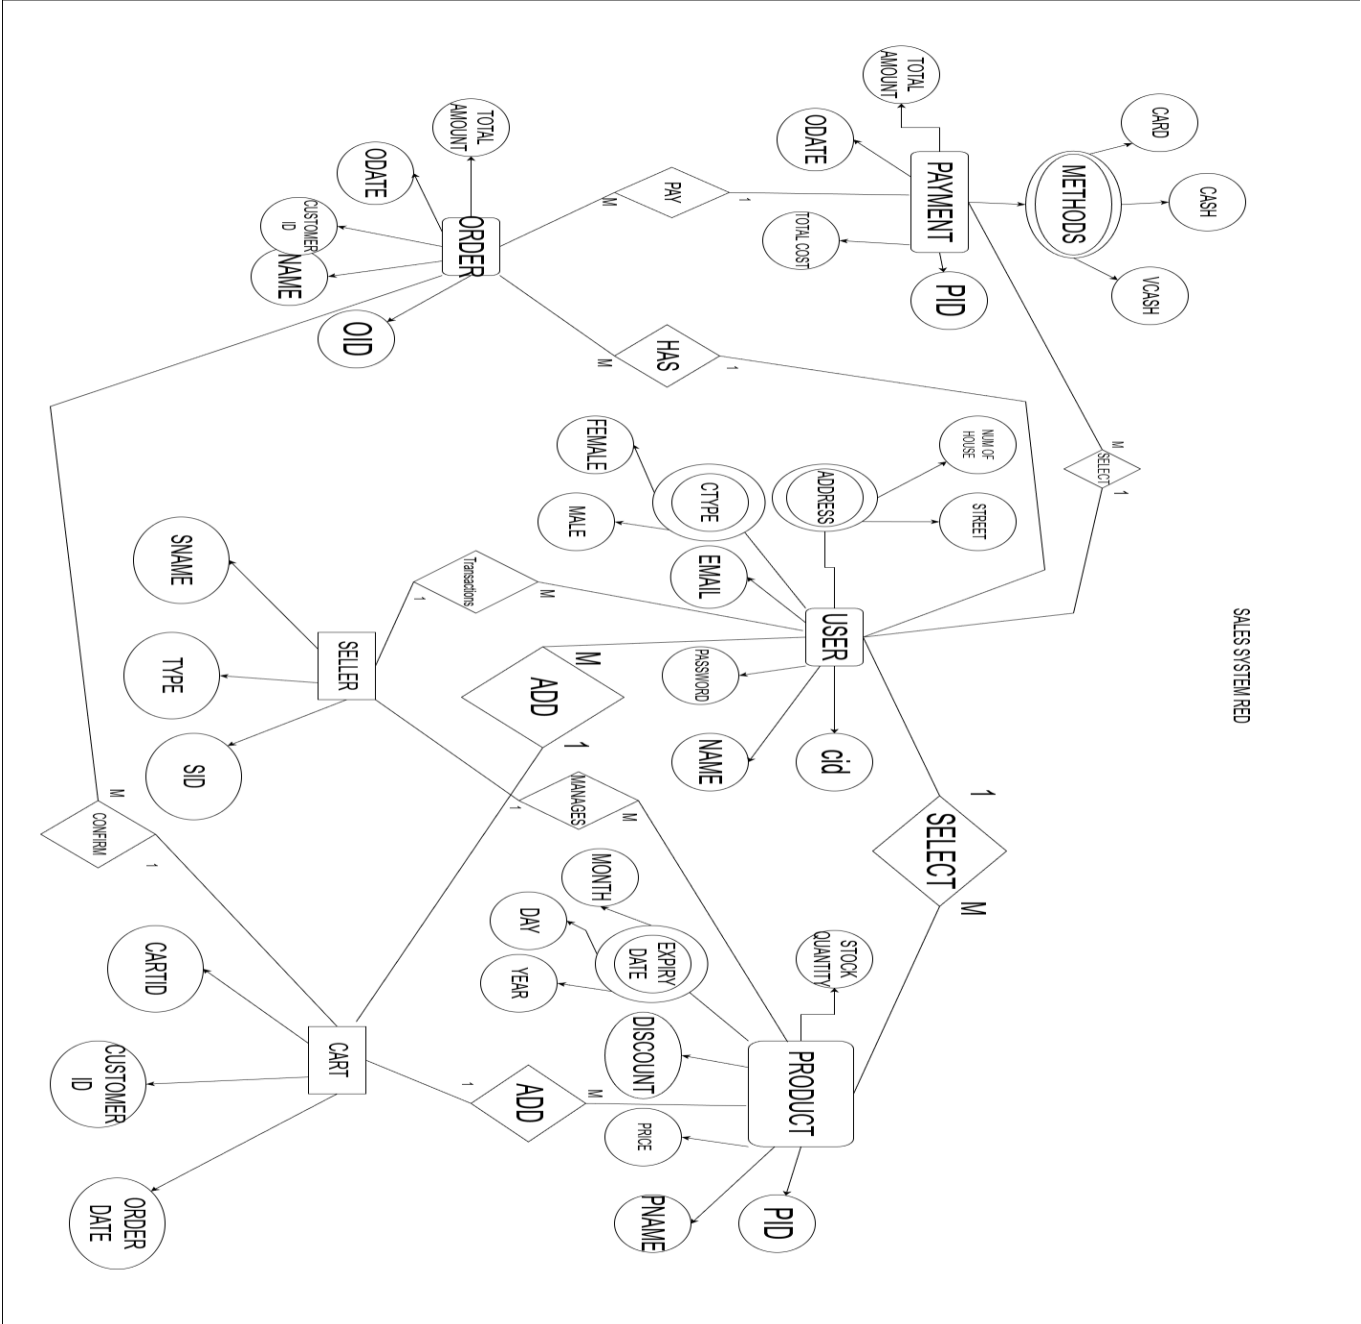 SALES SYSTEM RED
CASH
CARD
VCASH
METHODS
M
SELECT
1
TOTAL
AMOUNT
ODATE
PAYMENT
TOTAL COST
PID
NUM OF
HOUSE
STREET
ADDRESS
CTYPE
FEMALE
MALE
EMAIL
USER
PASSWORD
NAME
cid
1
SELECT
M
1
PAY
M
1
HAS
M
STOCK
QUANTITY
PRODUCT
EXPIRY
DATE
MONTH
DAY
YEAR
DISCOUNT
PRICE
PNAME
PID
TOTAL
AMOUNT
ODATE
CUSTOMER
ID
NAME
ORDER
OID
M
Transactions
1
M
ADD
1
M
MANAGES
1
M
ADD
1
SELLER
SNAME
TYPE
SID
M
CONFIRM
1
CART
CARTID
CUSTOMER
ID
ORDER
DATE